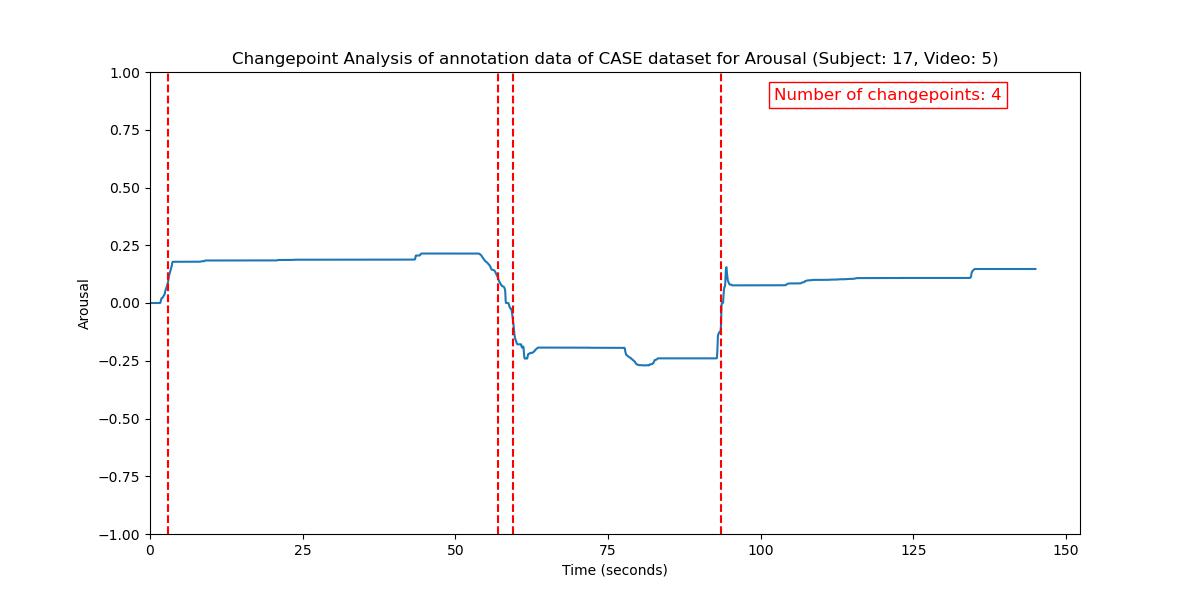 Changepoint Analysis of annotation data of CASE dataset for Arousal (Subject: 17, Video: 5)
Number of changepoints: 4
1.00
0.75
0.50
0.25
0.00
−0.25
−0.50
−0.75
−1.00
Arousal
0 25 50 75 100 125 150
Time (seconds)